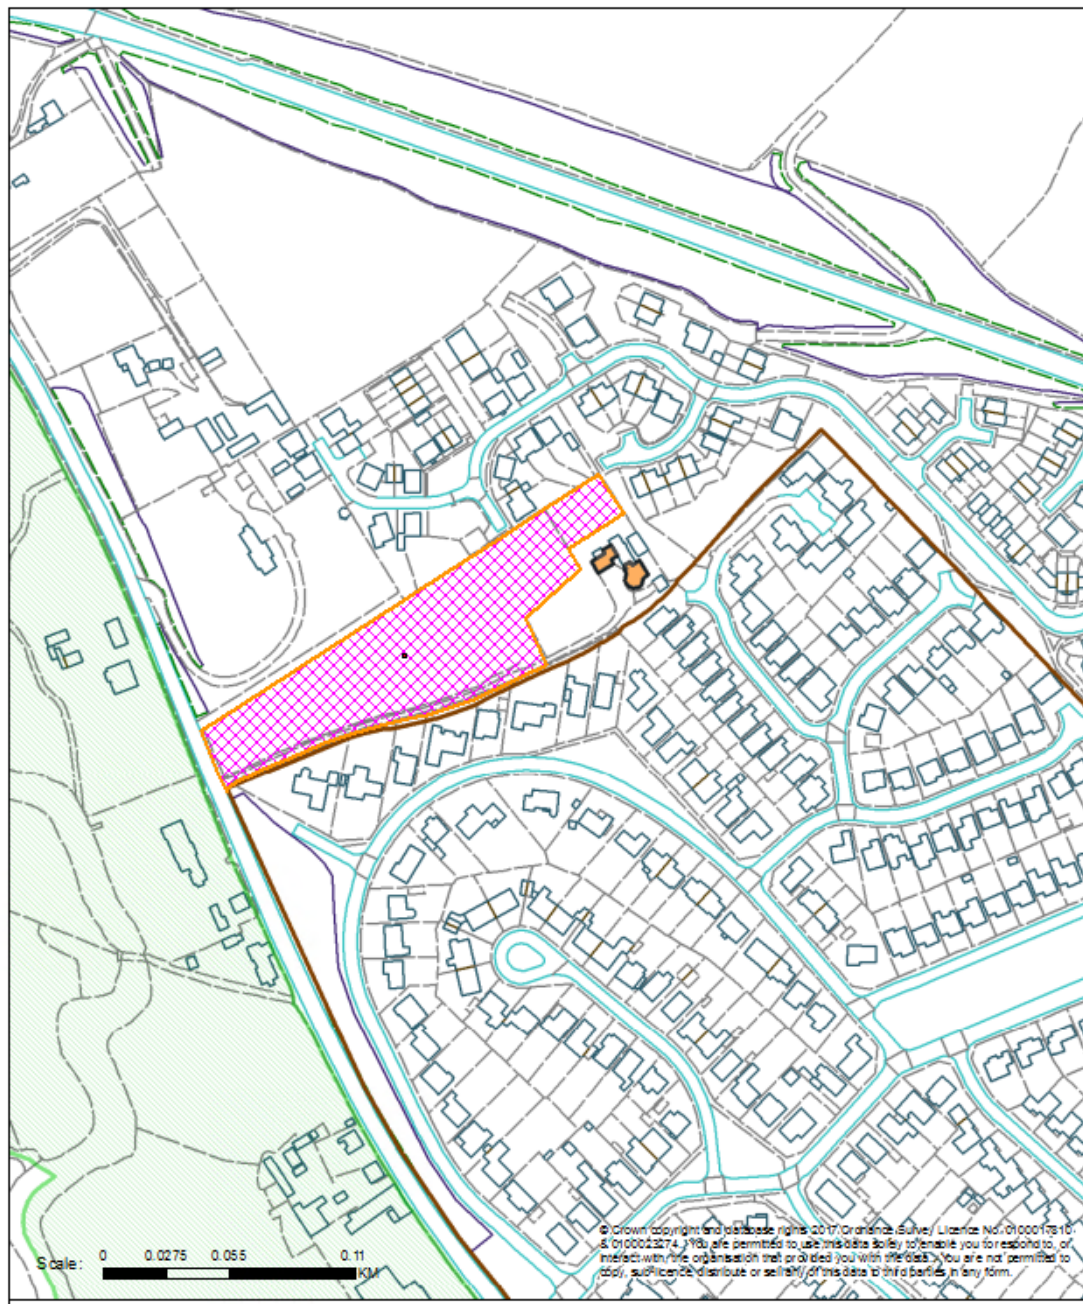 © Crown copyright and database rights 2017 Ordnance Survey Licence No.
You are permitted to use this data solely to enable you to respond to, or
interact with, the organisation that provided you with the data. You are not permitted to
copy, sub-licence, distribute or sell any of this data to third parties in any form.
Scale: 0 0.0275 0.055 0.11
KM